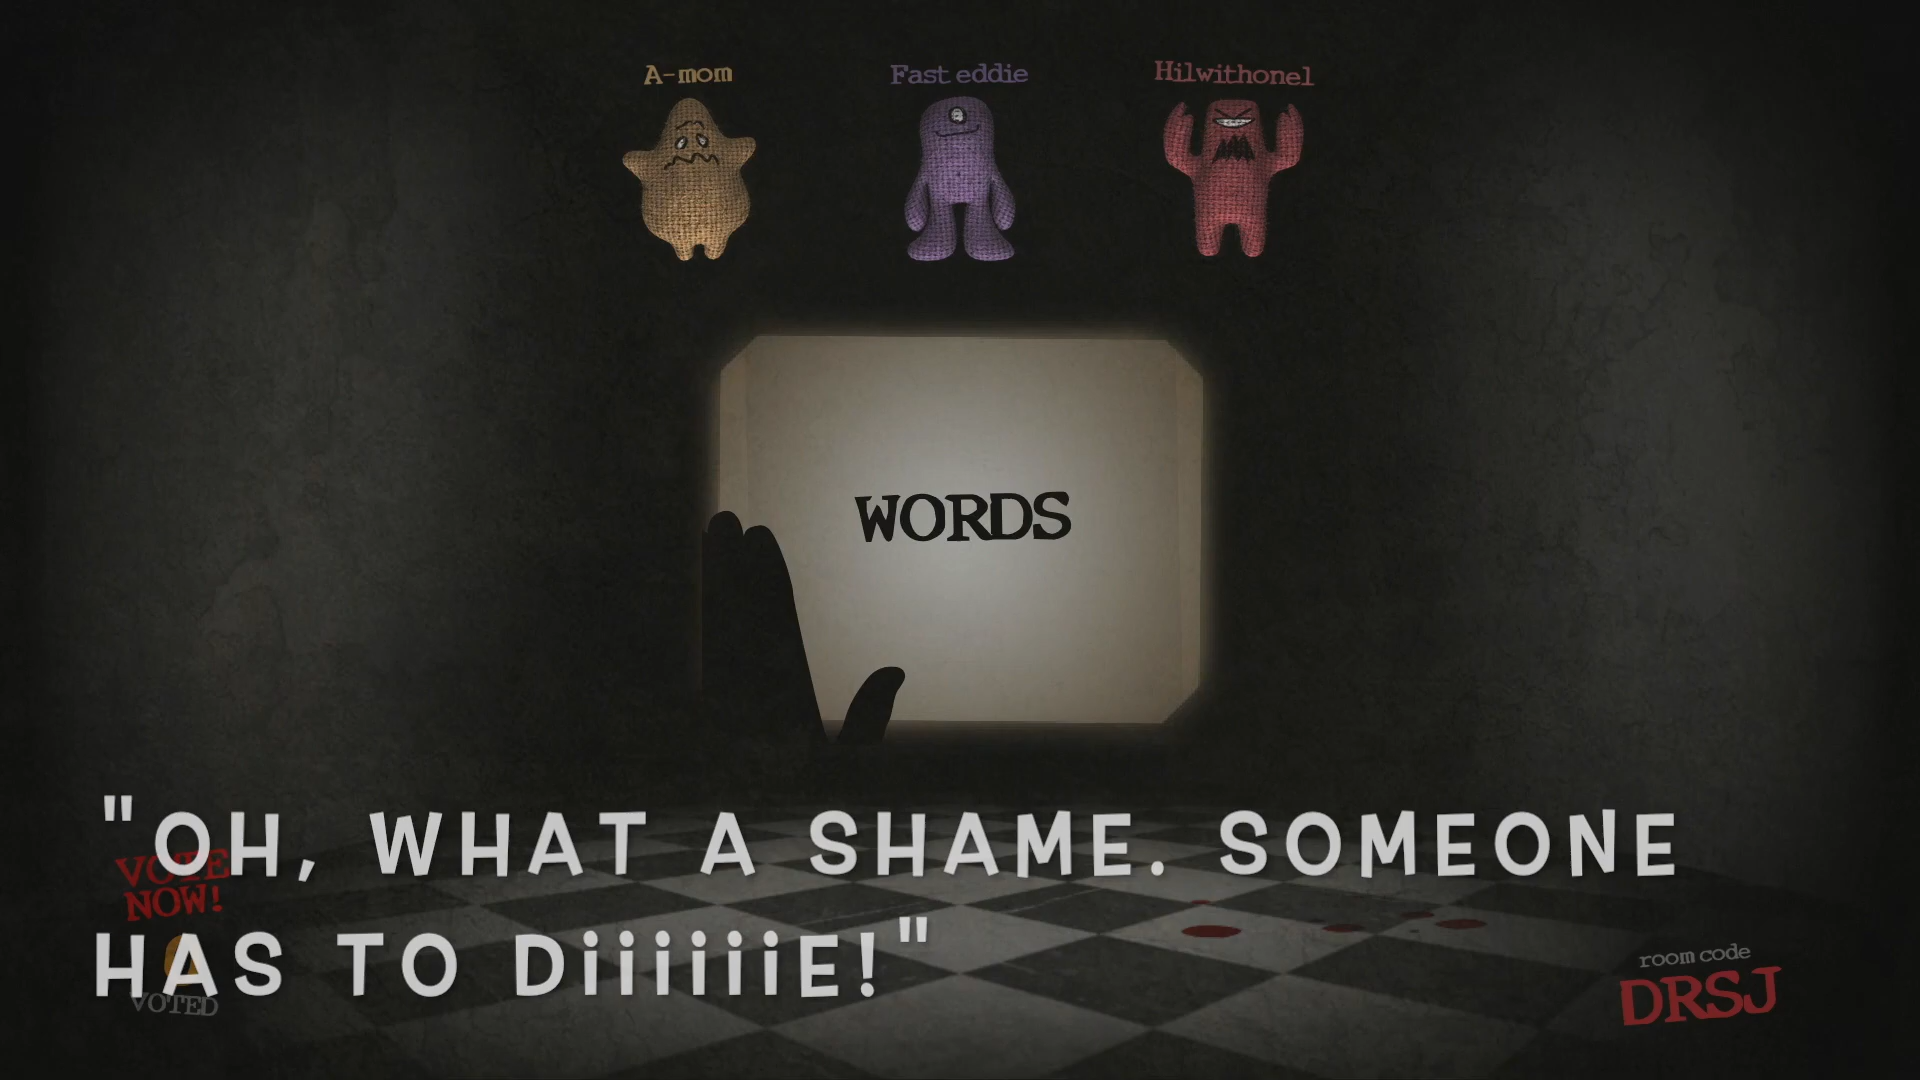 A-mom
Fast eddie
Hilwithonel
WORDS
"OH, WHAT A SHAME. SOMEONE
HAS TO DiiiiiiE!"
VOTE
NOW!
VOTED
room code
DRSJ